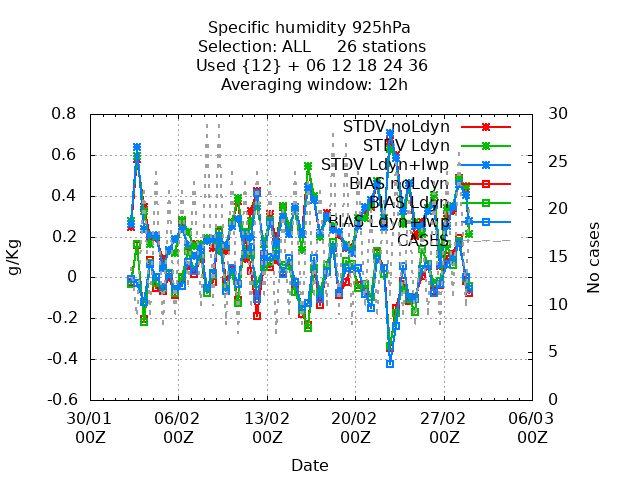 Specific humidity 925hPa
Selection: ALL     26 stations
Used {12} + 06 12 18 24 36
Averaging window: 12h
0.8
0.6
0.4
0.2
0
-0.2
-0.4
-0.6
g/Kg
30
25
20
15
10
5
0
No cases
STDV noLdyn
STDV Ldyn
STDV Ldyn+lwp
BIAS noLdyn
BIAS Ldyn
BIAS Ldyn+lwp
CASES
30/01 06/02 13/02 20/02 27/02 06/03
00Z 00Z 00Z 00Z 00Z 00Z
Date